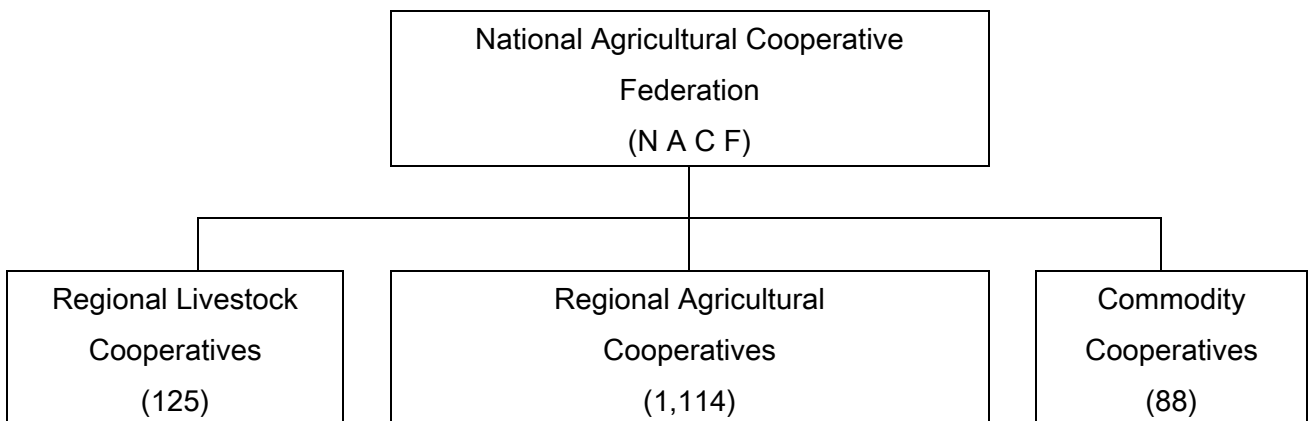 National Agricultural Cooperative
Federation
(N A C F)
Regional Livestock
Cooperatives
(125)
Regional Agricultural
Cooperatives
(1,114)
Commodity
Cooperatives
(88)